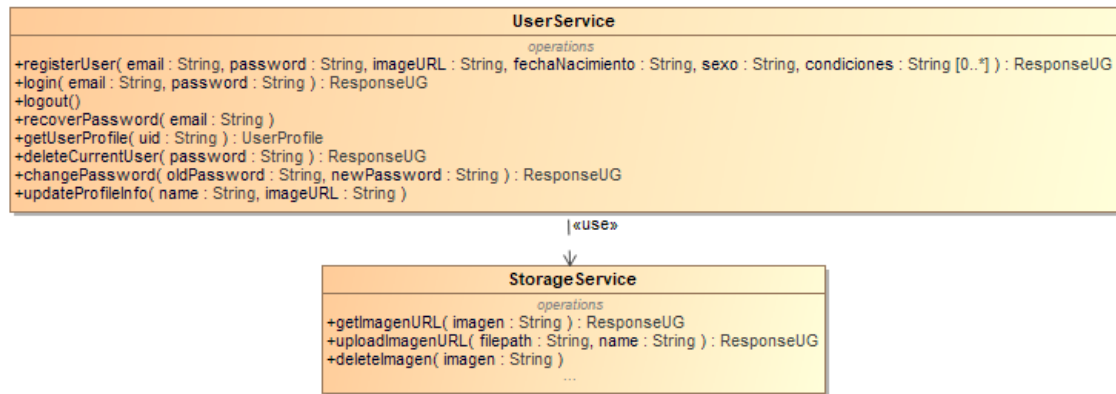 UserService
operations
+registerUser( email : String, password : String, imageURL : String, fechaNacimiento : String, sexo : String, condiciones : String [0..*] ) : ResponseUG
+login( email : String, password : String ) : ResponseUG
+logout()
+recoverPassword( email : String )
+getUserProfile( uid : String ) : UserProfile
+deleteCurrentUser( password : String ) : ResponseUG
+changePassword( oldPassword : String, newPassword : String ) : ResponseUG
+updateProfileInfo( name : String, imageURL : String )
«use»
StorageService
operations
+getImagenURL( imagen : String ) : ResponseUG
+uploadImagenURL( filepath : String, name : String ) : ResponseUG
+deleteImagen( imagen : String )
...